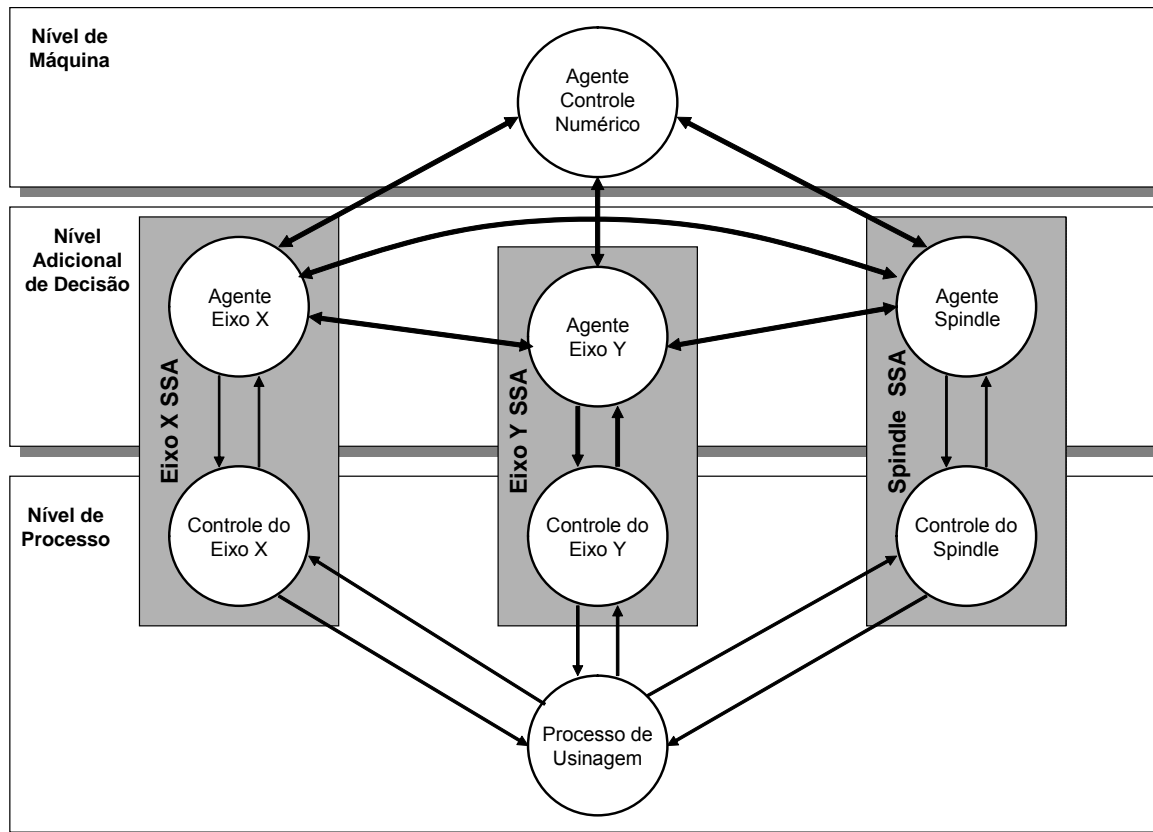 Nível de
Máquina
Agente
Controle
Numérico
Nível
Adicional
de Decisão
Agente
Eixo X
Agente
Eixo Y
Agente
Spindle
Eixo X SSA
Eixo Y SSA
Spindle SSA
Nível de
Processo
Controle do
Eixo X
Controle do
Eixo Y
Controle do
Spindle
Processo de
Usinagem